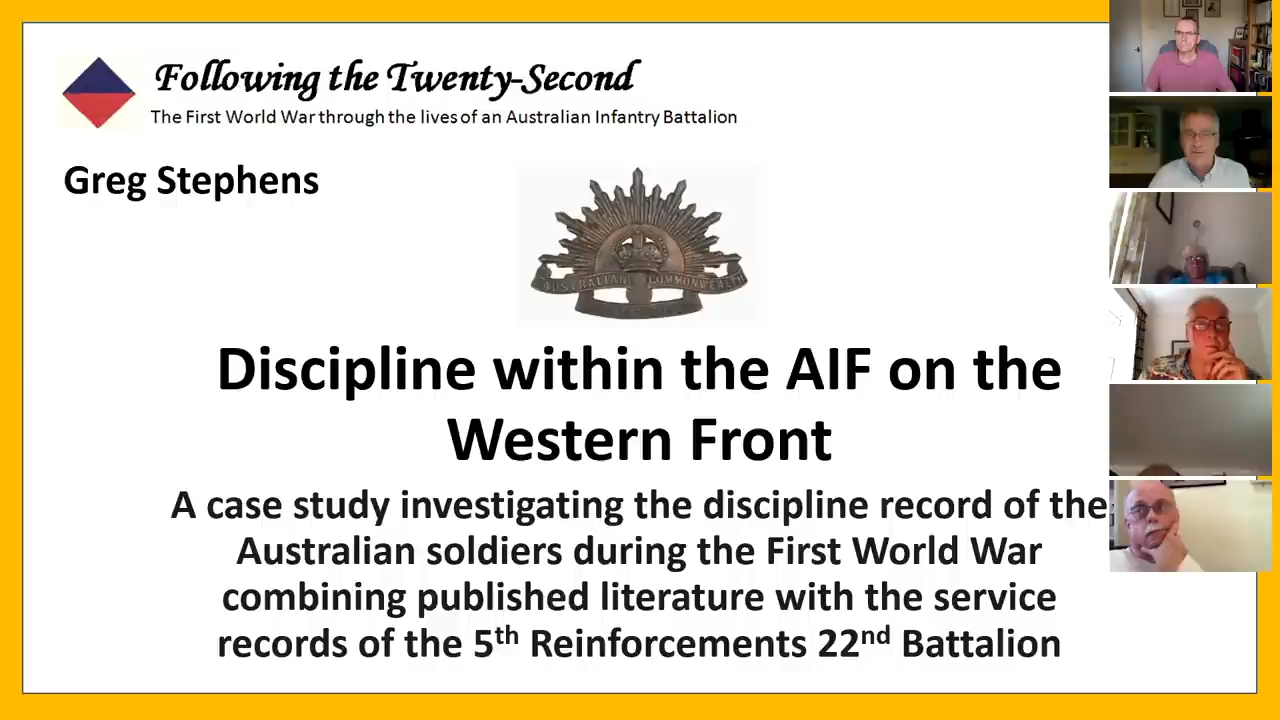 Following the Twenty-Second
The First World War through the lives of an Australian Infantry Battalion
Greg Stephens
AUSTRALIAN COMMONWEALTH
Discipline within the AIF on the
Western Front
A case study investigating the discipline record of the
Australian soldiers during the First World War
combining published literature with the service
records of the 5th Reinforcements 22nd Battalion